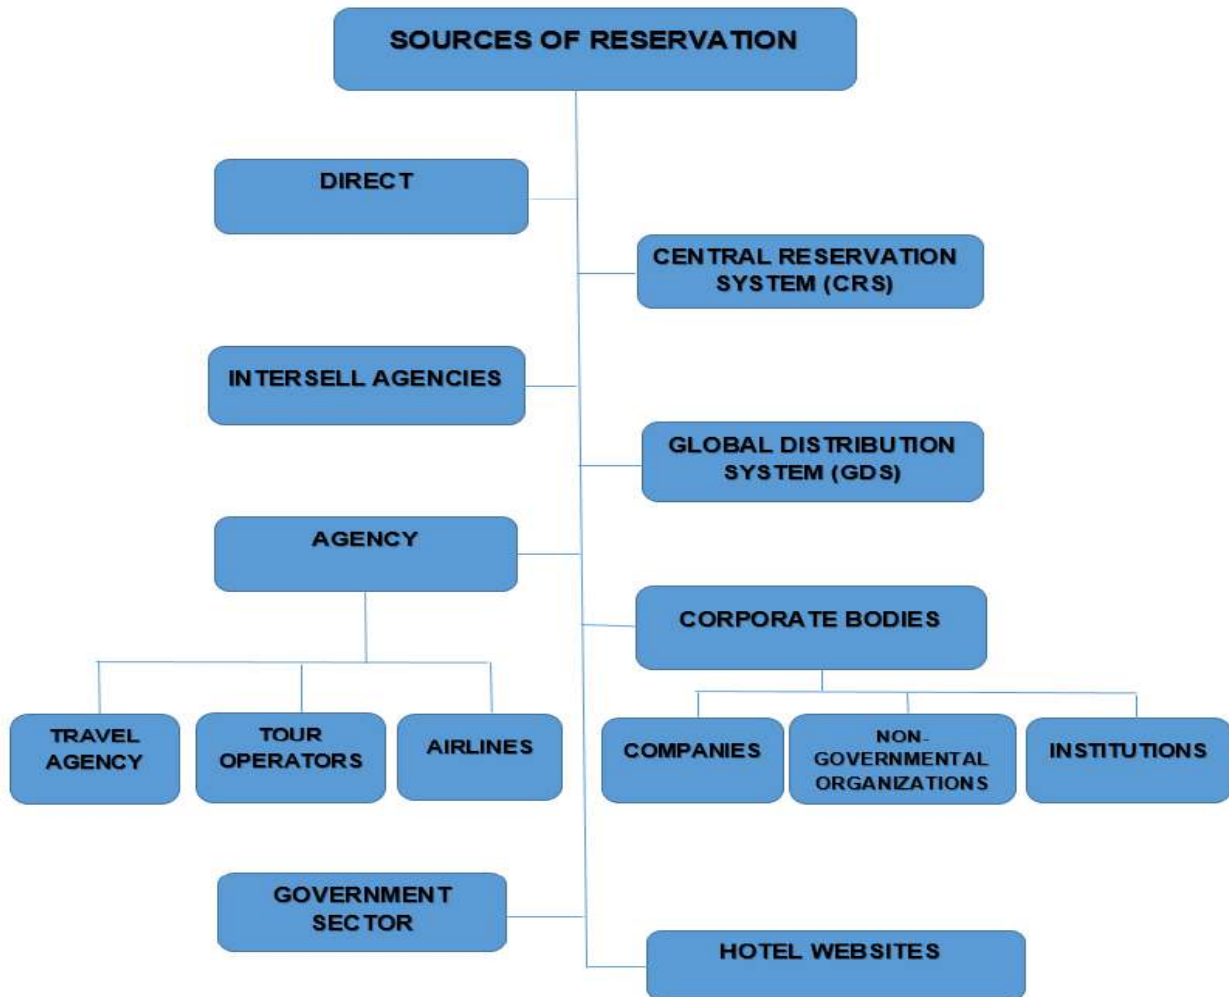 SOURCES OF RESERVATION
DIRECT
CENTRAL RESERVATION
SYSTEM (CRS)
INTERSELL AGENCIES
GLOBAL DISTRIBUTION
SYSTEM (GDS)
AGENCY
CORPORATE BODIES
TRAVEL
AGENCY
TOUR
OPERATORS
AIRLINES
COMPANIES
NON-
GOVERNMENTAL
ORGANIZATIONS
INSTITUTIONS
GOVERNMENT
SECTOR
HOTEL WEBSITES